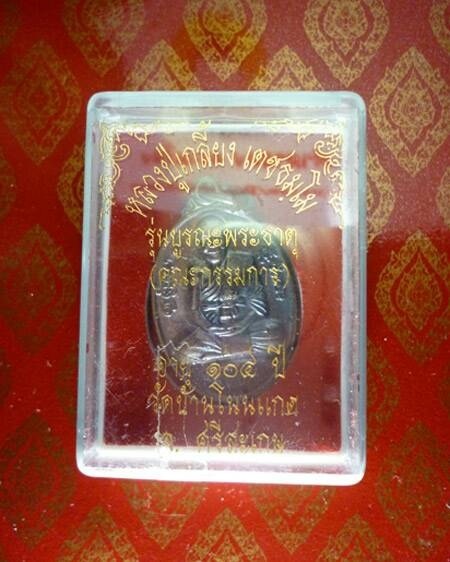 หลวงปู่เกลี้ยง เตชธมฺโม
รุ่นบูรณะพระธาตุ
(คณะกรรมการ)
อายุ ๑๐๔ ปี
วัดบ้านโนนแกด
จ. ศรีสะเกษ